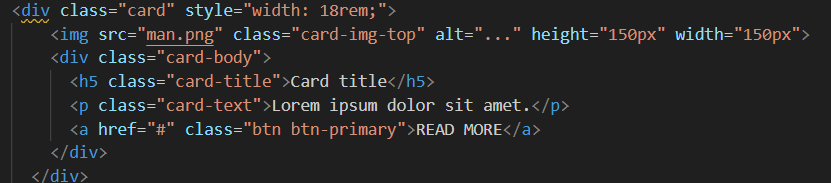 <div class="card" style="width: 18rem;">
<img src="man.png" class="card-img-top" alt="..." height="150px" width="150px">
<div class="card-body">
<h5 class="card-title">Card title</h5>
<p class="card-text">Lorem ipsum dolor sit amet.</p>
<a href="#" class="btn btn-primary">READ MORE</a>
</div>
</div>